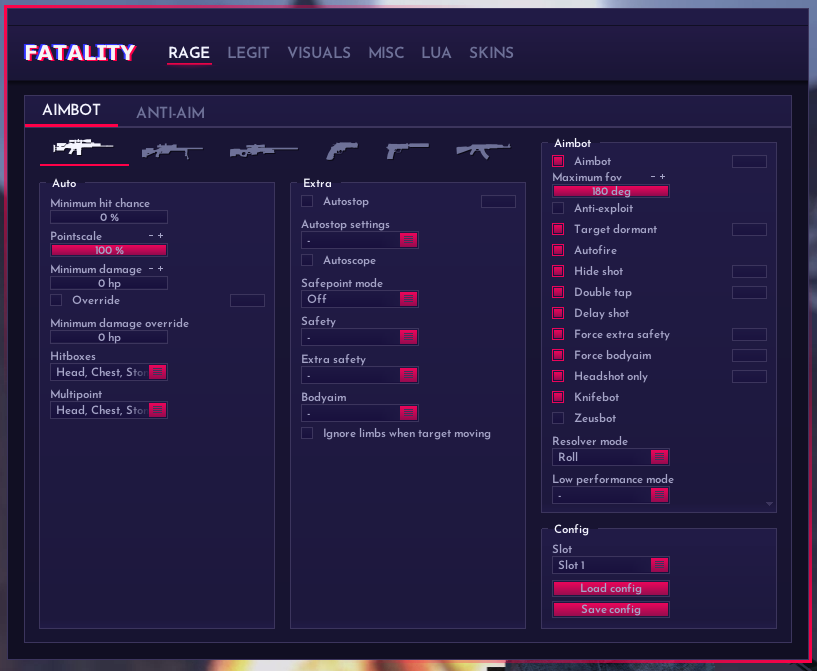 FATALITY RAGE LEGIT VISUALS MISC LUA SKINS
AIMBOT ANTI-AIM
Auto
Minimum hit chance
0 %
Pointscale - +
100 %
Minimum damage - +
0 hp
Override
Minimum damage override
0 hp
Hitboxes
Head, Chest, Stor
Multipoint
Head, Chest, Stor
Extra
Autostop
Autostop settings
-
Autoscope
Safepoint mode
Off
Safety
-
Extra safety
-
Bodyaim
-
Ignore limbs when target moving
Aimbot
Aimbot
Maximum fov - +
180 deg
Anti-exploit
Target dormant
Autofire
Hide shot
Double tap
Delay shot
Force extra safety
Force bodyaim
Headshot only
Knifebot
Zeusbot
Resolver mode
Roll
Low performance mode
-
Config
Slot
Slot 1
Load config
Save config